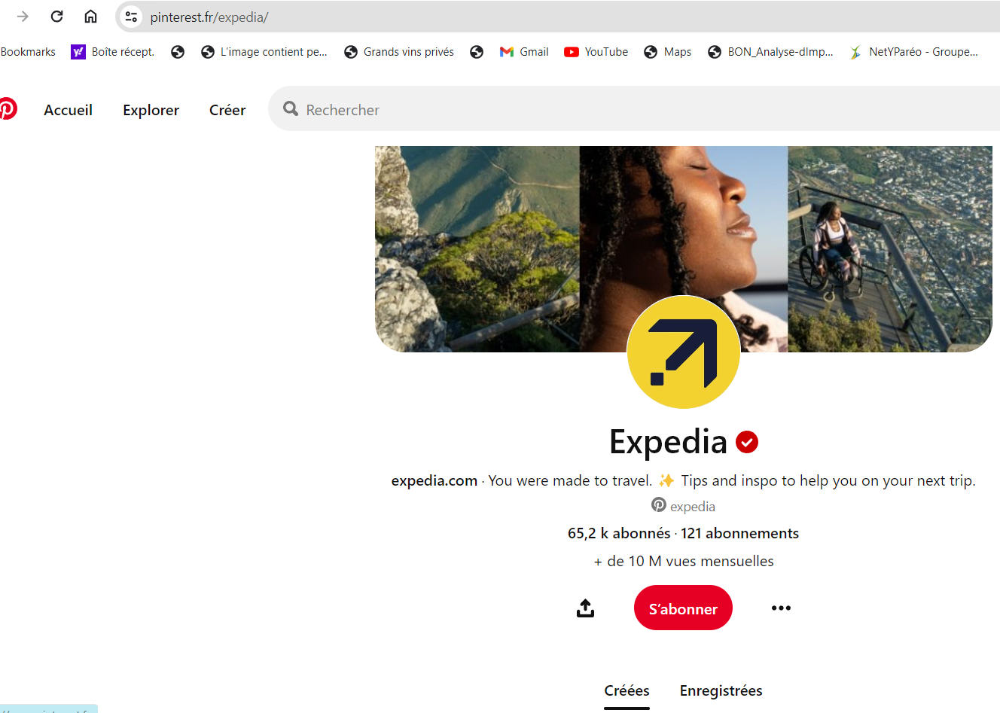 pinterest.fr/expedia/
Bookmarks Boîte récept. L'image contient pe... Grands vins privés Gmail YouTube Maps BON_Analyse-dImp... NetYParéo - Groupe...
Accueil Explorer Créer Rechercher
Expedia
expedia.com · You were made to travel. ✨ Tips and inspo to help you on your next trip.
expedia
65,2 k abonnés · 121 abonnements
+ de 10 M vues mensuelles
S'abonner
Créées Enregistrées